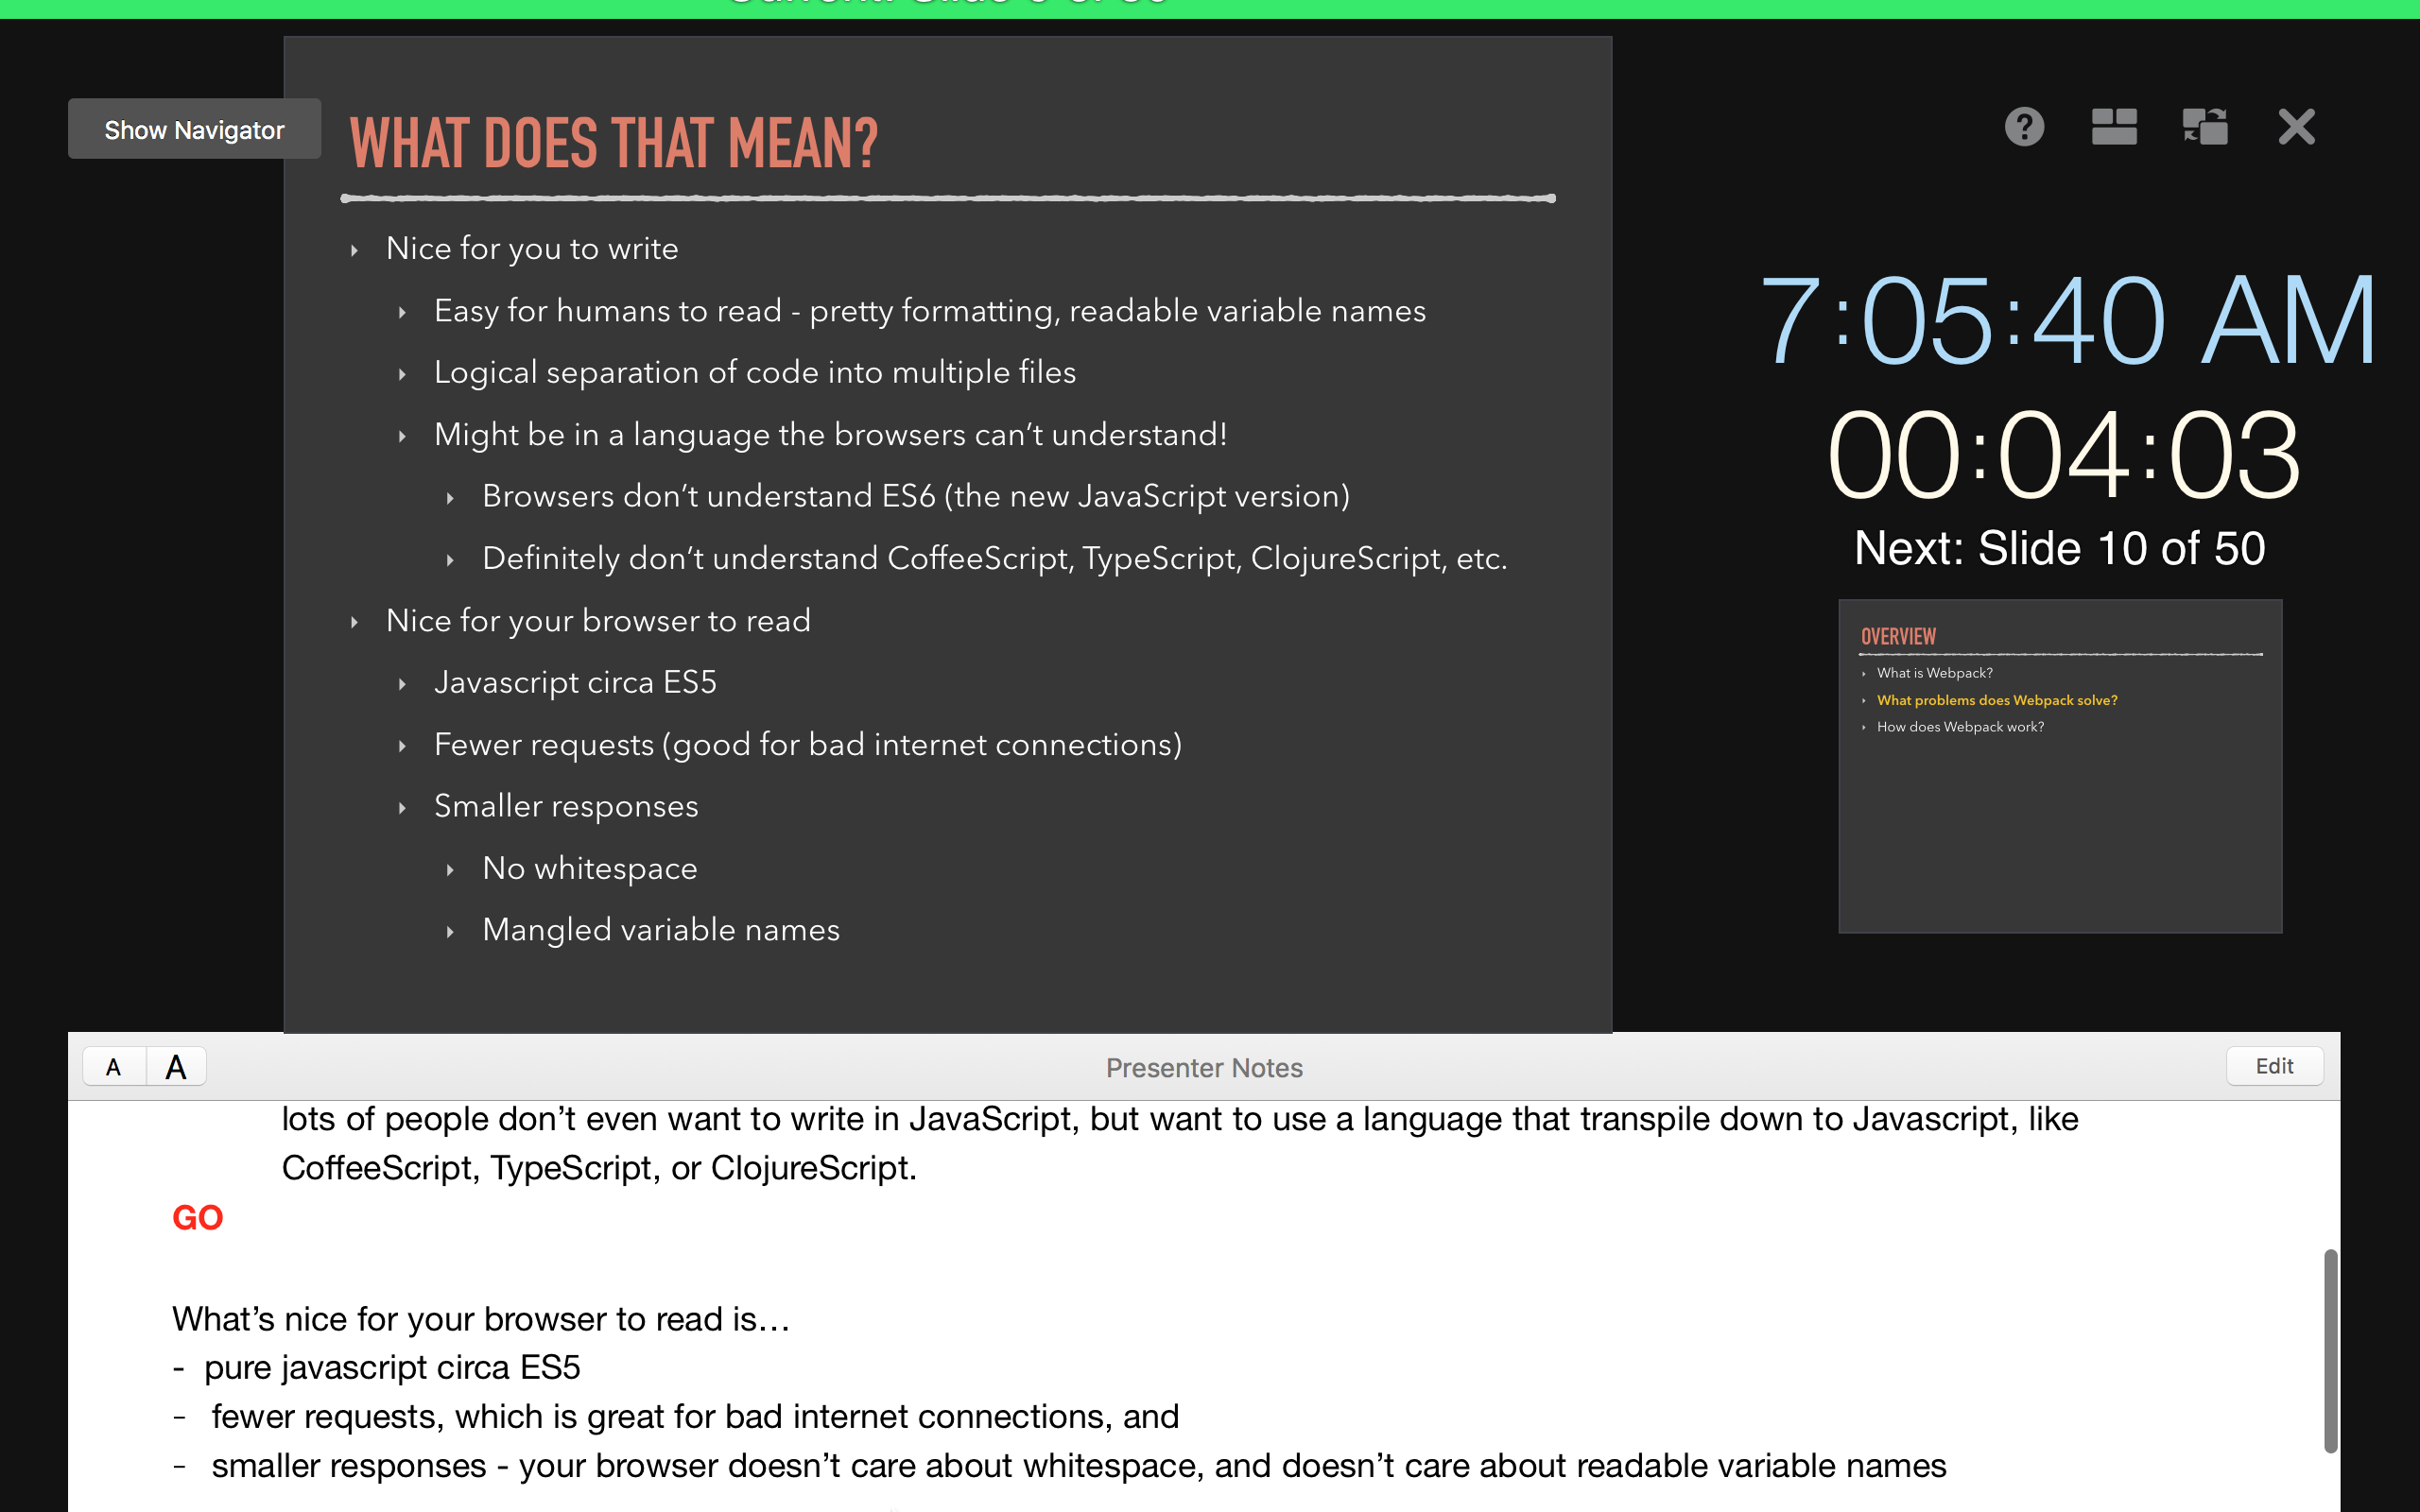 Show Navigator
WHAT DOES THAT MEAN?
Nice for you to write
Easy for humans to read - pretty formatting, readable variable names
Logical separation of code into multiple files
Might be in a language the browsers can’t understand!
Browsers don’t understand ES6 (the new JavaScript version)
Definitely don’t understand CoffeeScript, TypeScript, ClojureScript, etc.
Nice for your browser to read
Javascript circa ES5
Fewer requests (good for bad internet connections)
Smaller responses
No whitespace
Mangled variable names
7:05:40 AM
00:04:03
Next: Slide 10 of 50
OVERVIEW
What is Webpack?
What problems does Webpack solve?
How does Webpack work?
A A
Presenter Notes
Edit
lots of people don’t even want to write in JavaScript, but want to use a language that transpile down to Javascript, like
CoffeeScript, TypeScript, or ClojureScript.
GO
What’s nice for your browser to read is…
- pure javascript circa ES5
- fewer requests, which is great for bad internet connections, and
- smaller responses - your browser doesn’t care about whitespace, and doesn’t care about readable variable names